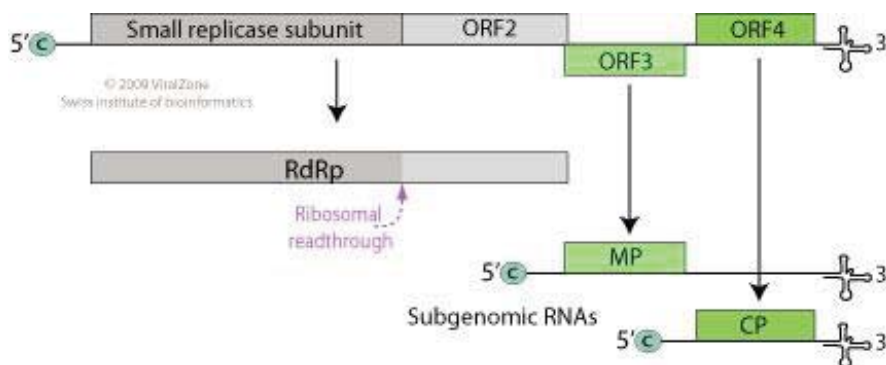 Small replicase subunit
ORF2
ORF4
5' C
3
ORF3
© 2009 ViralZone
Swiss institute of bioinformatics
RdRp
Ribosomal
readthrough
MP
5' C
3
Subgenomic RNAs
CP
5' C
3